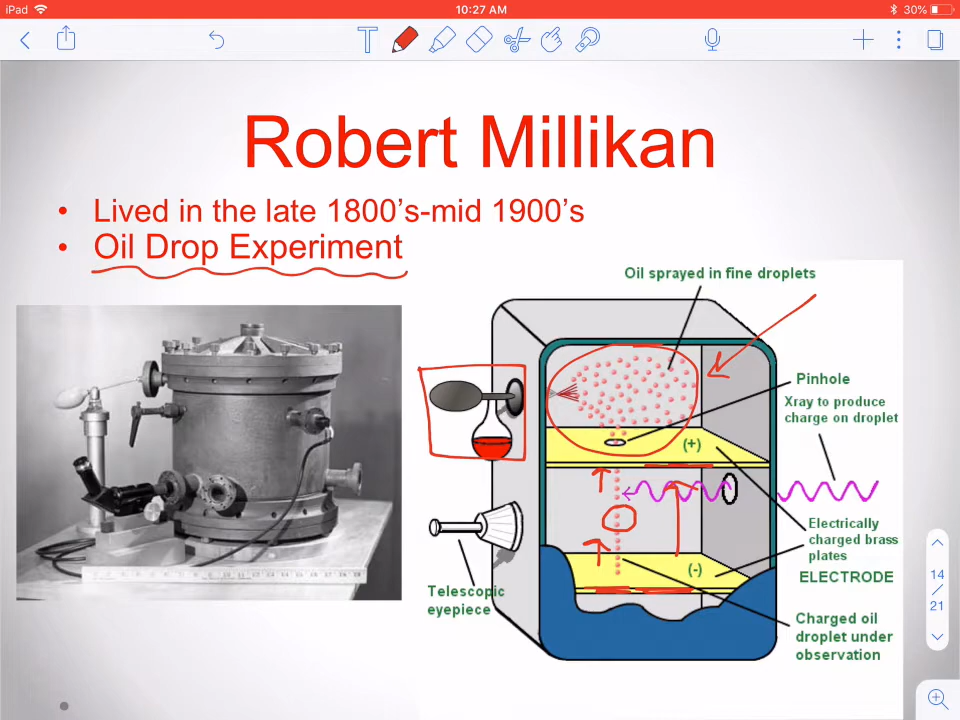 iPad
10:27 AM
30%
T
Robert Millikan
• Lived in the late 1800's-mid 1900's
• Oil Drop Experiment
Oil sprayed in fine droplets
Pinhole
Xray to produce
charge on droplet
(+)
Electrically
charged brass
plates
(-)
ELECTRODE
Telescopic
eyepiece
Charged oil
droplet under
observation
14
/
21